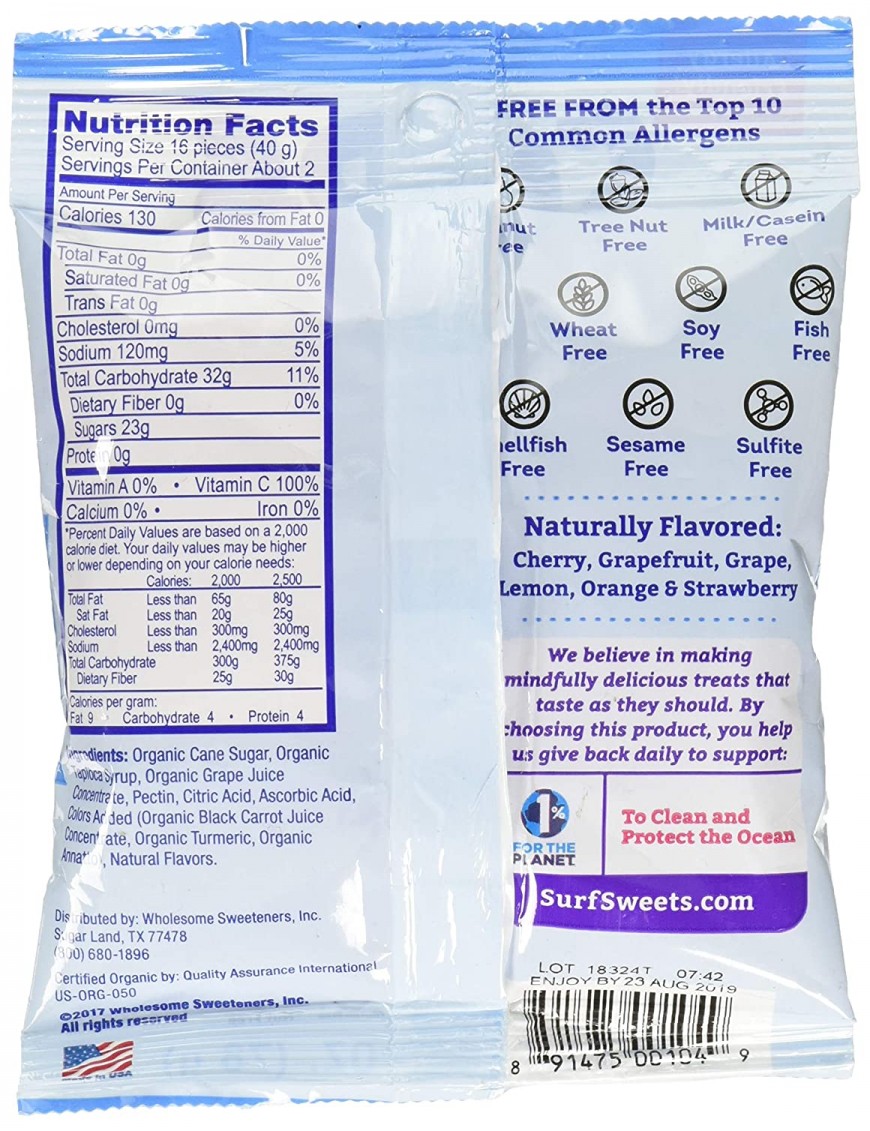 Nutrition Facts
Serving Size 16 pieces (40 g)
Servings Per Container About 2
Amount Per Serving
Calories 130 Calories from Fat 0
% Daily Value*
Total Fat 0g 0%
Saturated Fat 0g 0%
Trans Fat 0g
Cholesterol 0mg 0%
Sodium 120mg 5%
Total Carbohydrate 32g 11%
Dietary Fiber 0g 0%
Sugars 23g
Protein 0g
Vitamin A 0% • Vitamin C 100%
Calcium 0% • Iron 0%
*Percent Daily Values are based on a 2,000
calorie diet. Your daily values may be higher
or lower depending on your calorie needs:
Calories: 2,000 2,500
Total Fat Less than 65g 80g
Sat Fat Less than 20g 25g
Cholesterol Less than 300mg 300mg
Sodium Less than 2,400mg 2,400mg
Total Carbohydrate 300g 375g
Dietary Fiber 25g 30g
Calories per gram:
Fat 9 Carbohydrate 4 • Protein 4
Ingredients: Organic Cane Sugar, Organic
Tapioca Syrup, Organic Grape Juice
Concentrate, Pectin, Citric Acid, Ascorbic Acid,
Colors Added (Organic Black Carrot Juice
Concentrate, Organic Turmeric, Organic
Annatto), Natural Flavors.
Distributed by: Wholesome Sweeteners, Inc.
Sugar Land, TX 77478
(800) 680-1896
Certified Organic by: Quality Assurance International
US-ORG-050
©2017 Wholesome Sweeteners, Inc.
All rights reserved
MADE IN USA
FREE FROM the Top 10
Common Allergens
nut Tree Nut Milk/Casein
ee Free Free
Wheat Soy Fish
Free Free Free
ellfish Sesame Sulfite
Free Free Free
Naturally Flavored:
Cherry, Grapefruit, Grape,
Lemon, Orange & Strawberry
We believe in making
mindfully delicious treats that
taste as they should. By
choosing this product, you help
us give back daily to support:
1%
FOR THE
PLANET
To Clean and
Protect the Ocean
SurfSweets.com
LOT 18324T 07:42
ENJOY BY 23 AUG 2019
8 91475 00104 9